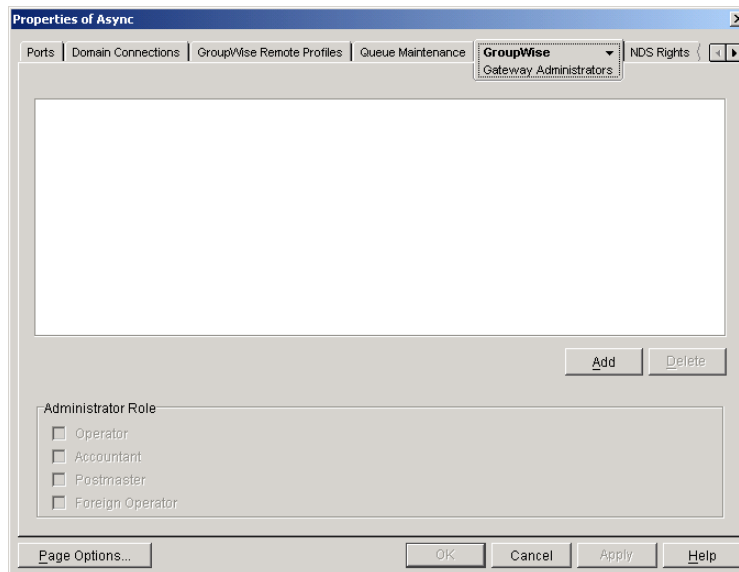 Properties of Async
Ports Domain Connections GroupWise Remote Profiles Queue Maintenance GroupWise NDS Rights
Gateway Administrators
Add Delete
Administrator Role
Operator
Accountant
Postmaster
Foreign Operator
Page Options... OK Cancel Apply Help